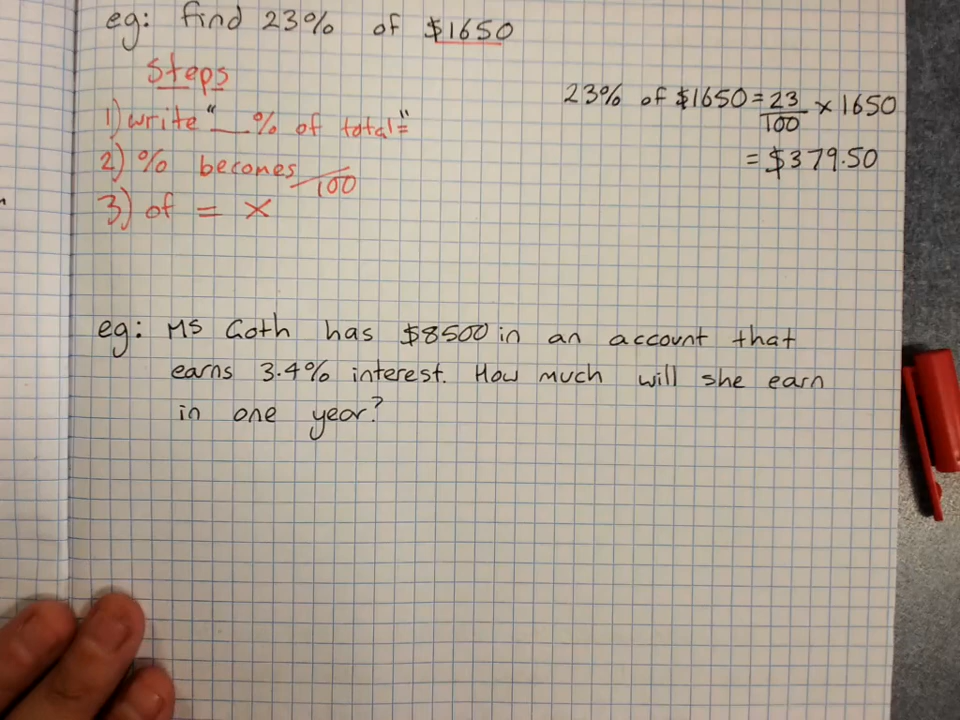 eg: find 23% of $1650
Steps
1) write "__% of total="
2) % becomes /100
3) of = ×
23% of $1650 = 23/100 × 1650
= $379.50
eg: Ms Goth has $8500 in an account that
earns 3.4% interest. How much will she earn
in one year?